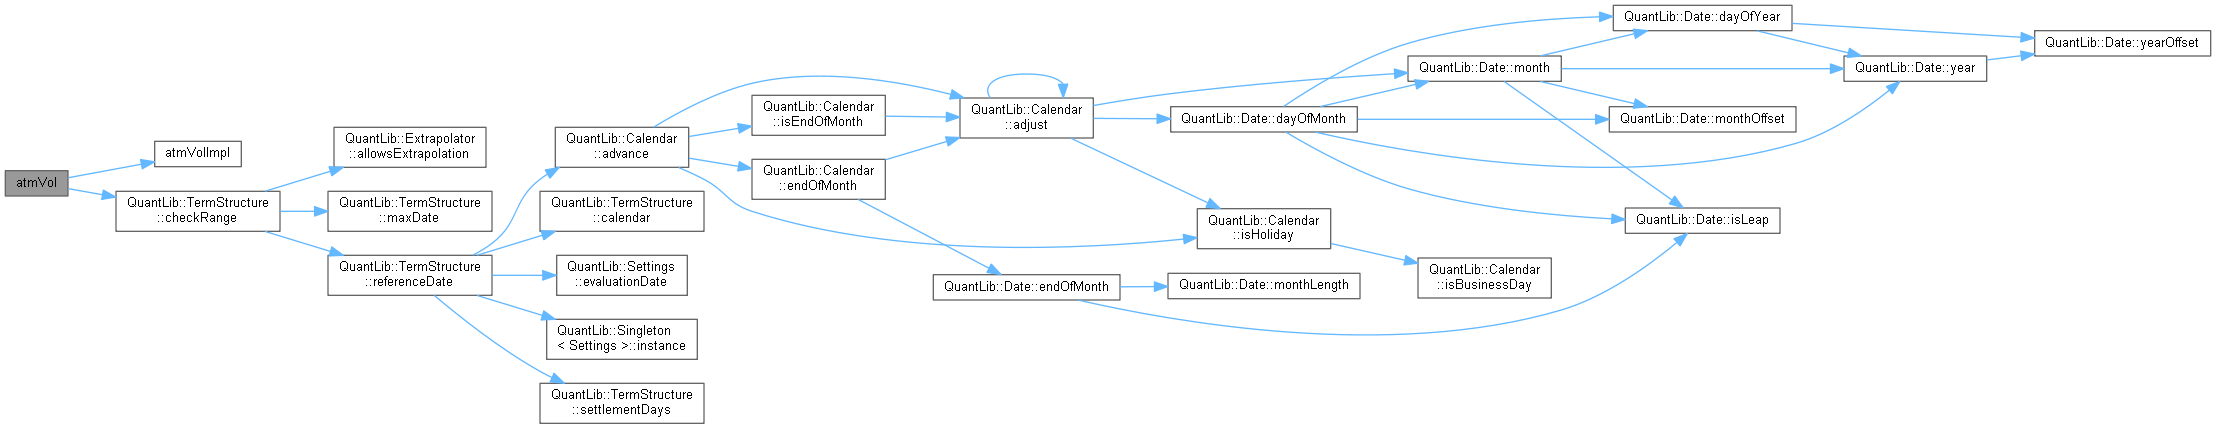 atmVol
atmVolImpl
QuantLib::TermStructure
::checkRange
QuantLib::Extrapolator
::allowsExtrapolation
QuantLib::TermStructure
::maxDate
QuantLib::TermStructure
::referenceDate
QuantLib::Calendar
::advance
QuantLib::TermStructure
::calendar
QuantLib::Settings
::evaluationDate
QuantLib::Singleton
< Settings >::instance
QuantLib::TermStructure
::settlementDays
QuantLib::Calendar
::isEndOfMonth
QuantLib::Calendar
::endOfMonth
QuantLib::Calendar
::adjust
QuantLib::Date::endOfMonth
QuantLib::Date::dayOfMonth
QuantLib::Calendar
::isHoliday
QuantLib::Date::monthLength
QuantLib::Date::month
QuantLib::Calendar
::isBusinessDay
QuantLib::Date::dayOfYear
QuantLib::Date::monthOffset
QuantLib::Date::isLeap
QuantLib::Date::year
QuantLib::Date::yearOffset